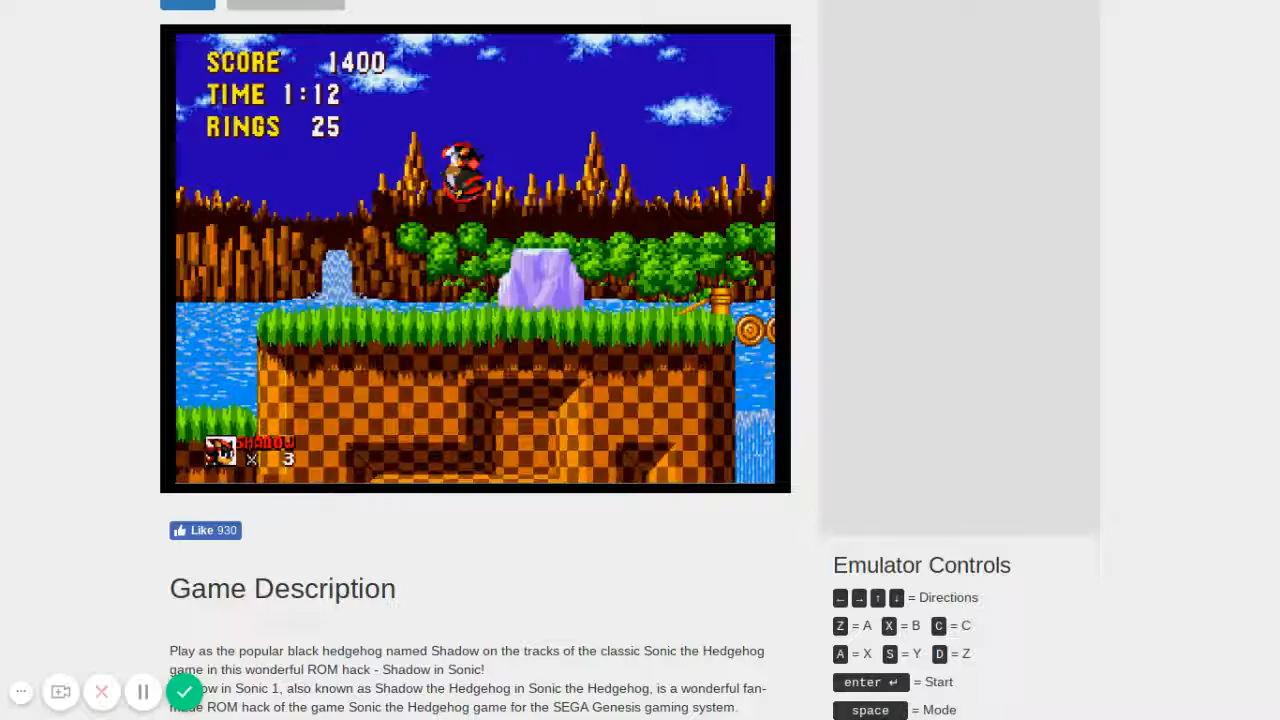 SCORE 1400
TIME 1:12
RINGS 25
SHADOW
X 3
Like 930
Game Description
Play as the popular black hedgehog named Shadow on the tracks of the classic Sonic the Hedgehog
game in this wonderful ROM hack - Shadow in Sonic!
ow in Sonic 1, also known as Shadow the Hedgehog in Sonic the Hedgehog, is a wonderful fan-
made ROM hack of the game Sonic the Hedgehog game for the SEGA Genesis gaming system.
Emulator Controls
← → ↑ ↓ = Directions
Z = A X = B C = C
A = X S = Y D = Z
enter ↵ = Start
space = Mode